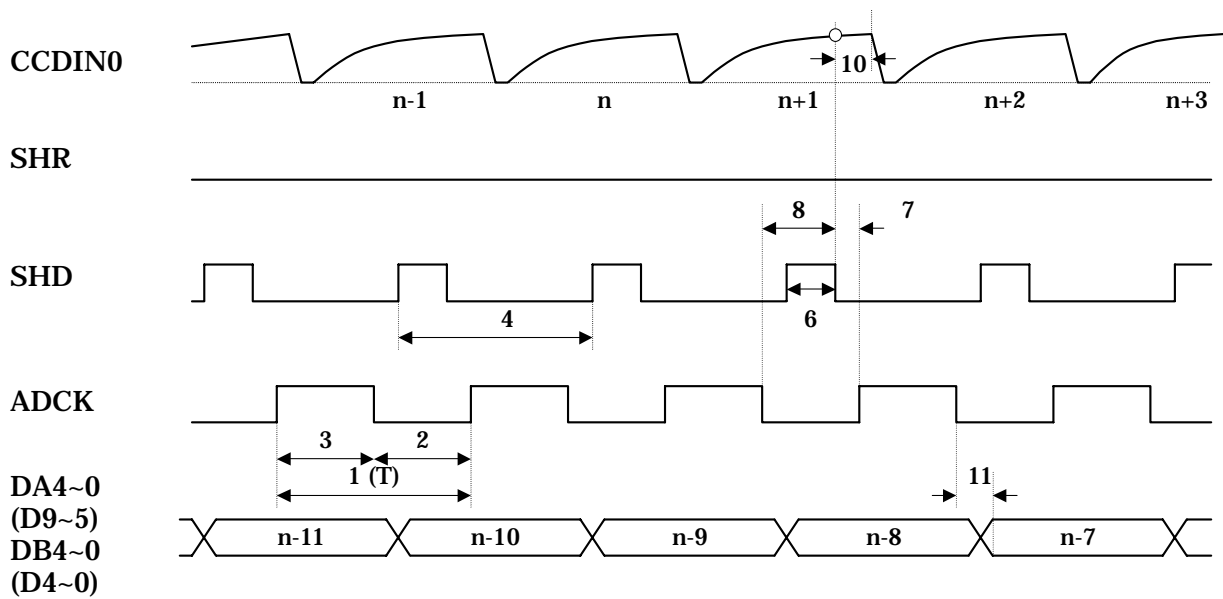 CCDIN0
10
n-1 n n+1 n+2 n+3
SHR
8 7
SHD
6
4
ADCK
3 2
1 (T)
11
DA4~0
(D9~5)
DB4~0
(D4~0)
n-11 n-10 n-9 n-8 n-7